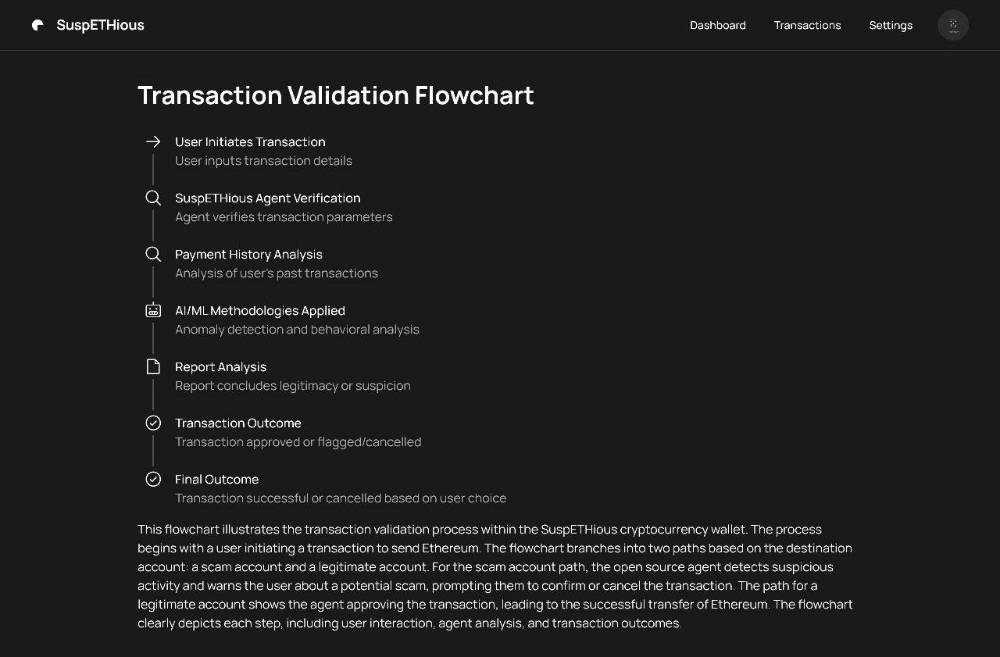 SuspETHious
Dashboard
Transactions
Settings
Transaction Validation Flowchart
User Initiates Transaction
User inputs transaction details
SuspETHious Agent Verification
Agent verifies transaction parameters
Payment History Analysis
Analysis of user's past transactions
AI/ML Methodologies Applied
Anomaly detection and behavioral analysis
Report Analysis
Report concludes legitimacy or suspicion
Transaction Outcome
Transaction approved or flagged/cancelled
Final Outcome
Transaction successful or cancelled based on user choice
This flowchart illustrates the transaction validation process within the SuspETHious cryptocurrency wallet. The process
begins with a user initiating a transaction to send Ethereum. The flowchart branches into two paths based on the destination
account: a scam account and a legitimate account. For the scam account path, the open source agent detects suspicious
activity and warns the user about a potential scam, prompting them to confirm or cancel the transaction. The path for a
legitimate account shows the agent approving the transaction, leading to the successful transfer of Ethereum. The flowchart
clearly depicts each step, including user interaction, agent analysis, and transaction outcomes.